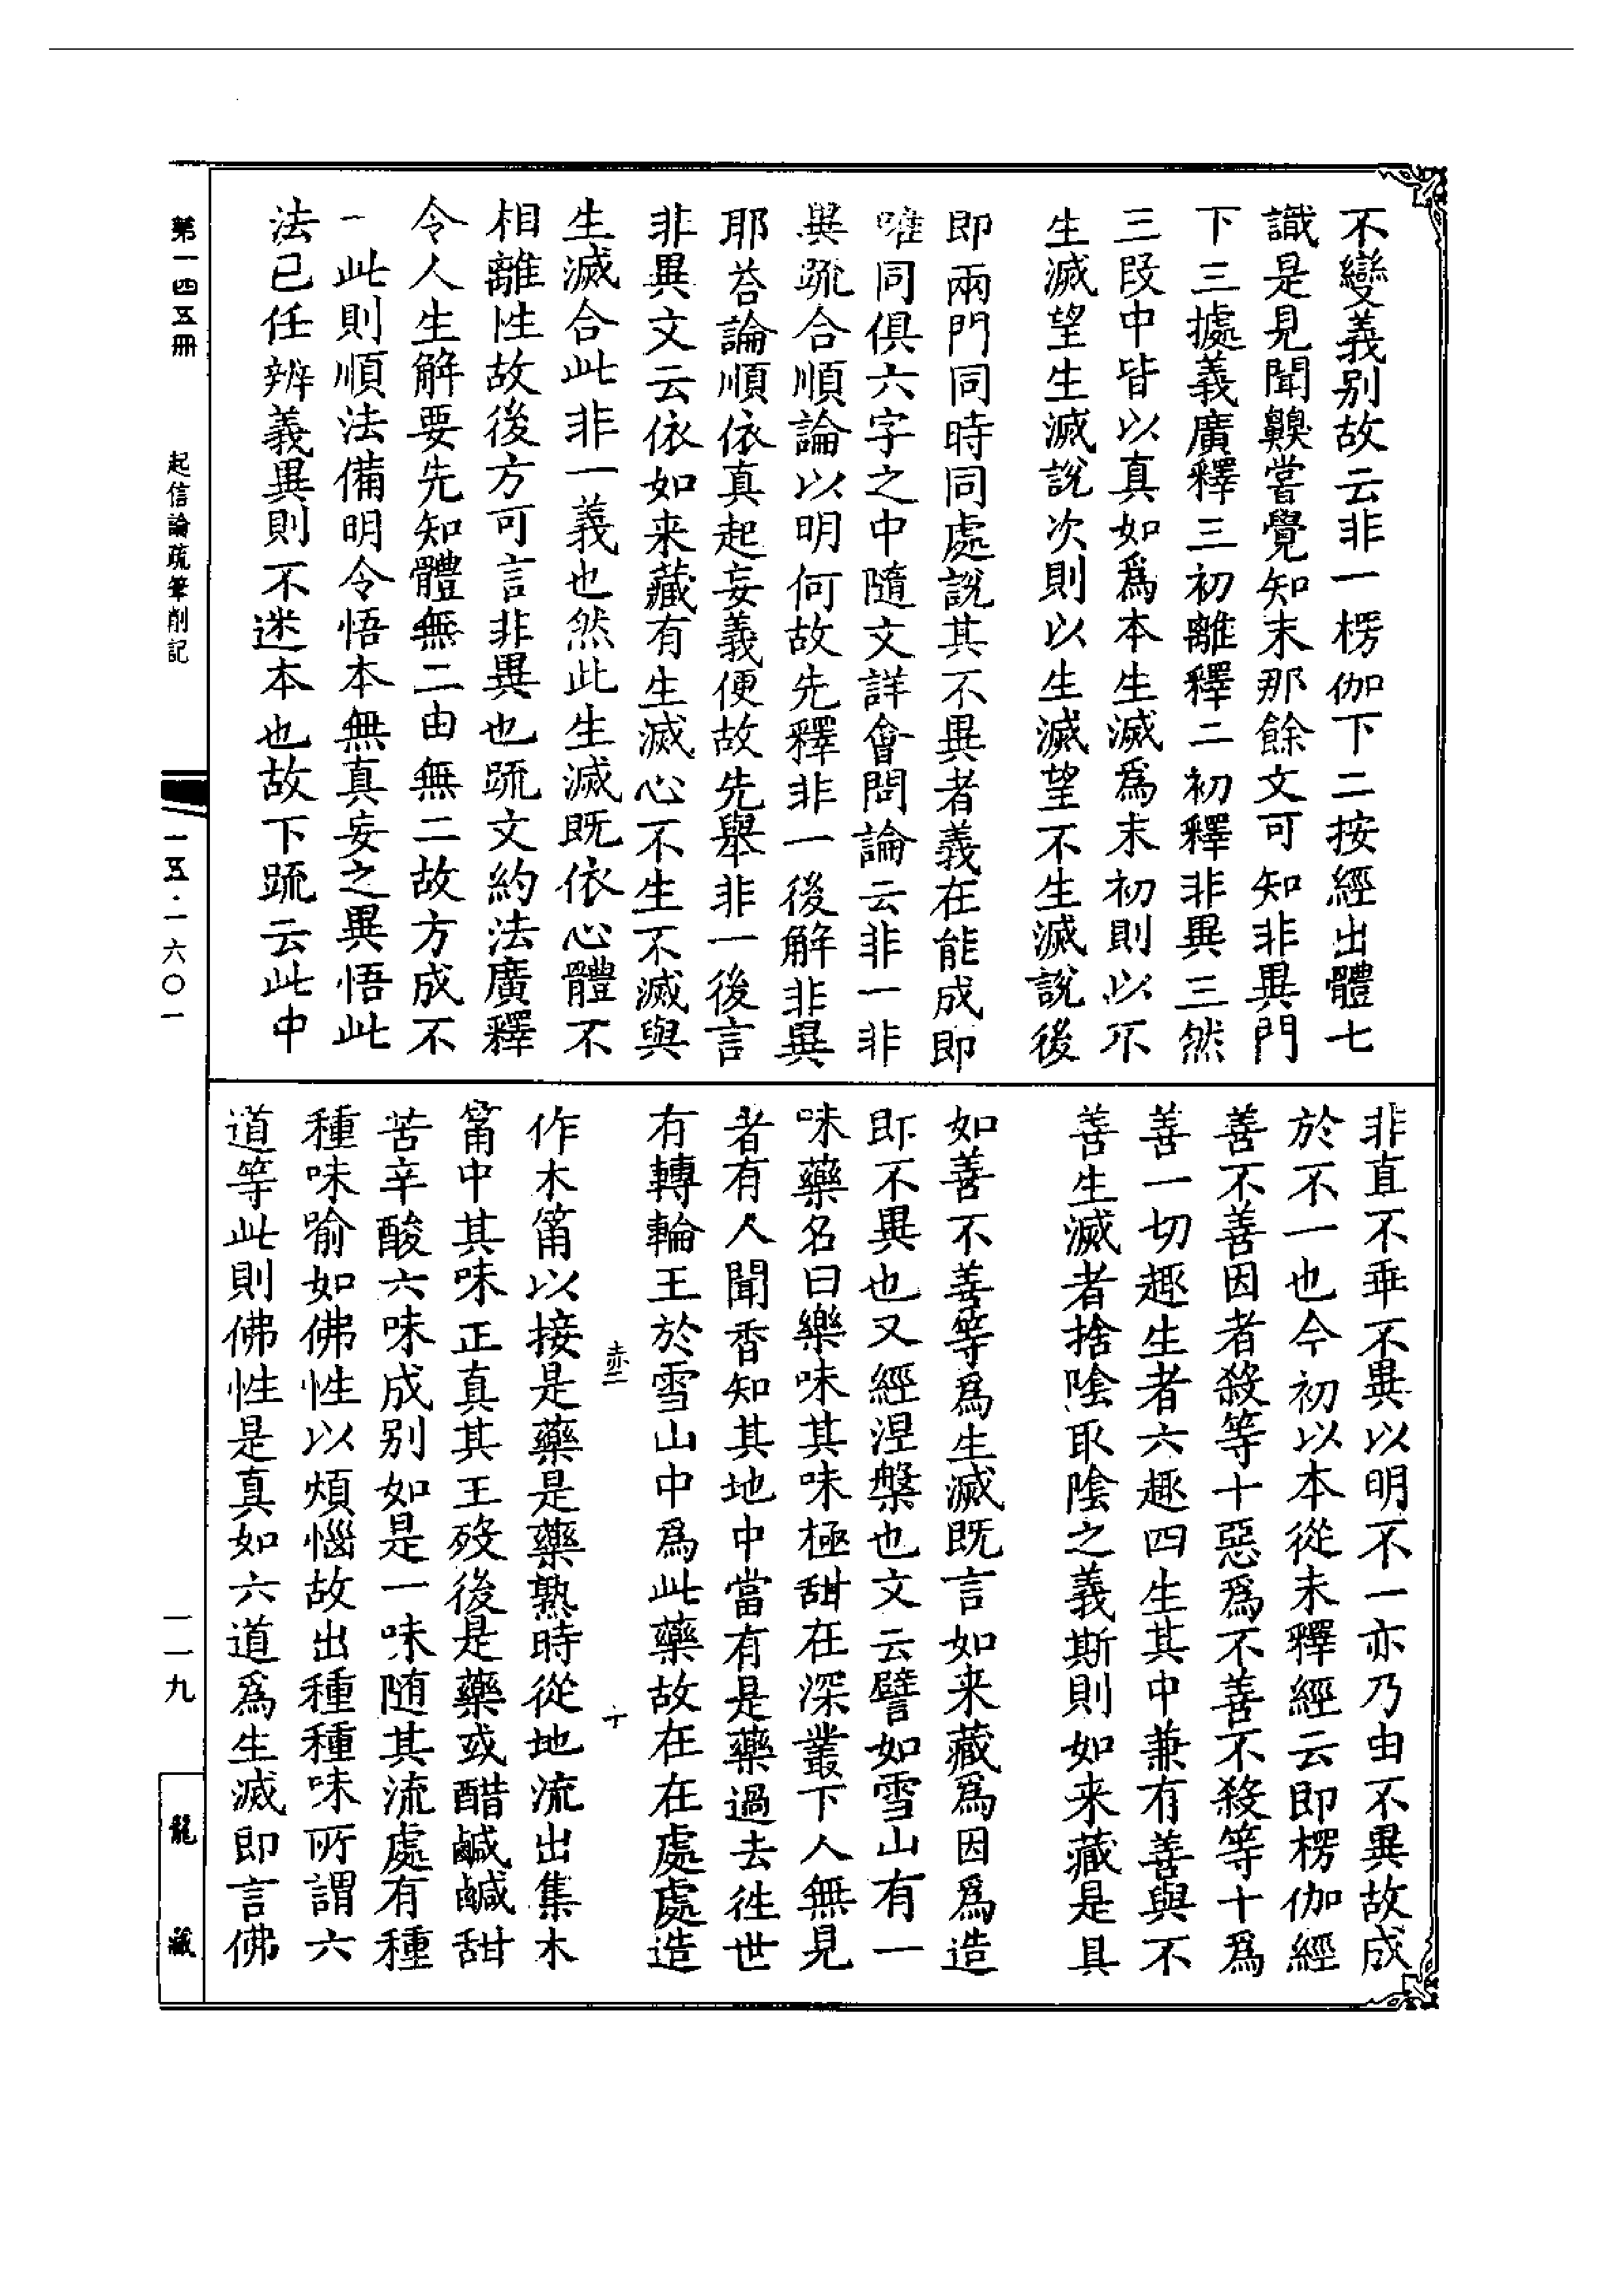 不變義别故云非一楞伽下二按經出體七
識是見聞齅嘗覺知末那餘文可知非異門
下三據義廣釋三初離釋二初釋非異三然
三段中皆以真如爲本生滅爲末初則以不
生滅望生滅說次則以生滅望不生滅說後
即兩門同時同處說其不異者義在能成即
唯同俱六字之中隨文詳會問論云非一非
異疏合順論以明何故先釋非一後解非異
耶荅論順依真起妄義便故先舉非一後言
非異文云依如来藏有生滅心不生不滅與
生滅合此非一義也然此生滅既依心體不
相離性故後方可言非異也疏文約法廣釋
令人生解要先知體無二由無二故方成不
一此則順法備明令悟本無真妄之異悟此
法已任辨義異則不迷本也故下疏云此中
非直不乖不異以明不一亦乃由不異故成
於不一也今初以本從末釋經云即楞伽經
善不善因者殺等十惡爲不善不殺等十爲
善一切趣生者六趣四生其中兼有善與不
善生滅者捨陰取陰之義斯則如来藏是具
如善不善等爲生滅既言如来藏爲因爲造
即不異也又經涅槃也文云譬如雪山有一
味藥名曰樂味其味極甜在深叢下人無見
者有人聞香知其地中當有是藥過去徃世
有轉輪王於雪山中爲此藥故在在處處造
作木筩以接是藥是藥熟時從地流出集木
筩中其味正真其王殁後是藥或醋鹹鹹甜
苦辛酸六味成别如是一味随其流處有種
種味喻如佛性以煩惱故出種種味所謂六
道等此則佛性是真如六道爲生滅即言佛
第一四五册
起信論疏筆削記
一五·一六〇一
一一九
龍藏